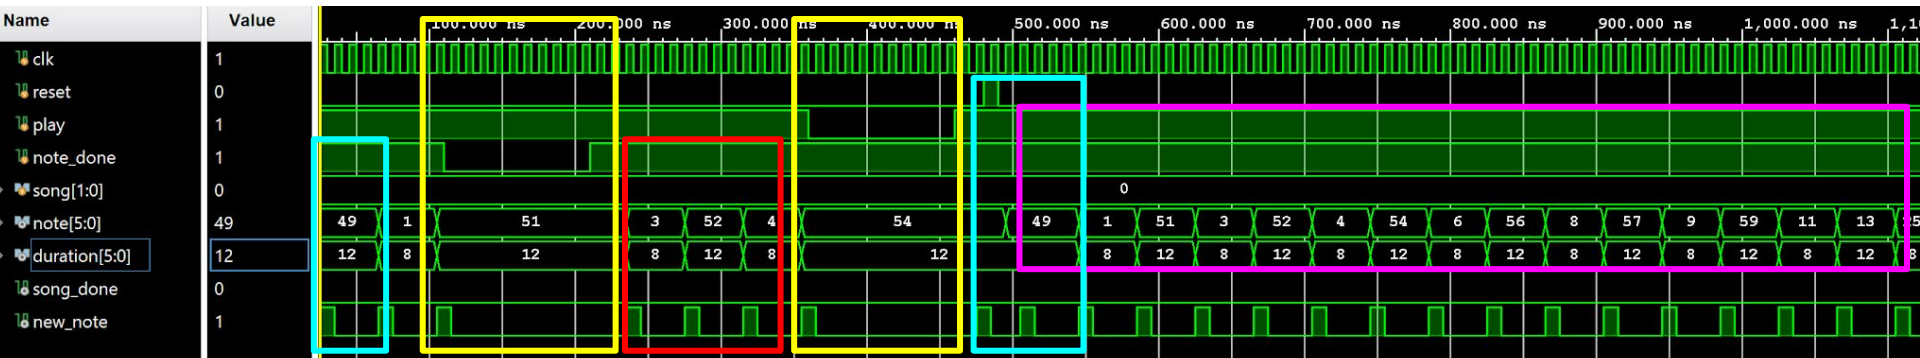 Name Value 100.000 ns 200.000 ns 300.000 ns 400.000 ns 500.000 ns 600.000 ns 700.000 ns 800.000 ns 900.000 ns 1,000.000 ns 1,1
clk 1
reset 0
play 1
note_done 1
song[1:0] 0 0
note[5:0] 49 49 1 51 3 52 4 54 49 1 51 3 52 4 54 6 56 8 57 9 59 11 13
duration[5:0] 12 12 8 12 8 12 8 12 8 12 8 12 8 12 8 12 8 12 8 12 8 12 8
song_done 0
new_note 1